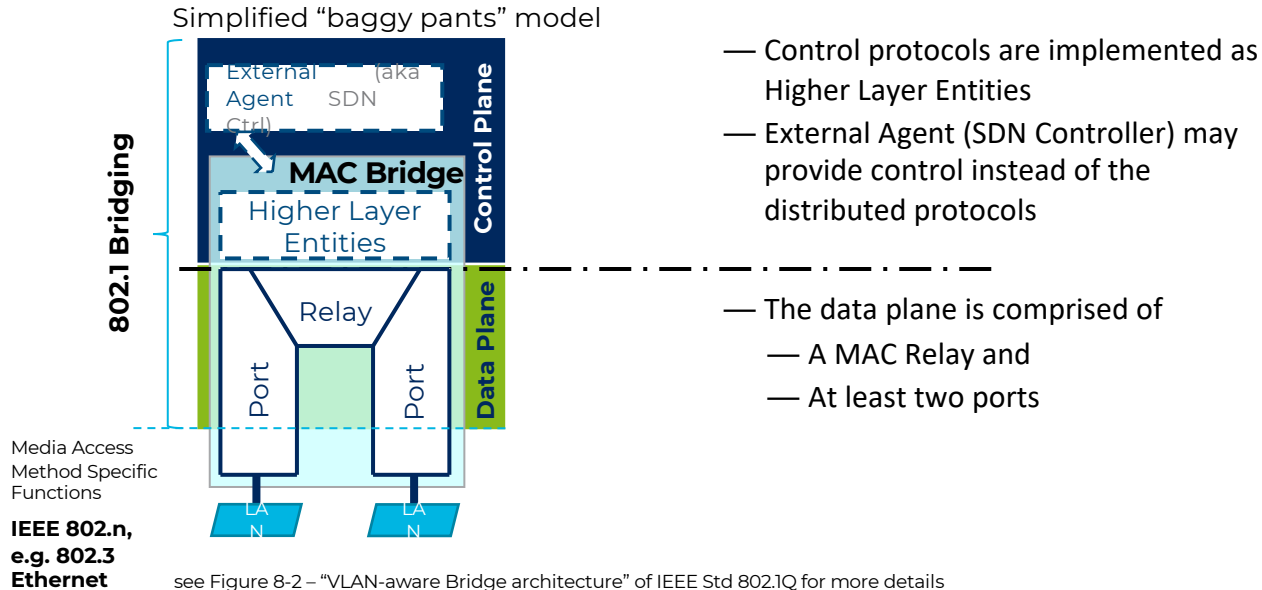 Simplified “baggy pants” model
External (aka
Agent SDN
Ctrl)
Control Plane
MAC Bridge
Higher Layer
Entities
802.1 Bridging
Relay
Port
Port
Data Plane
Media Access
Method Specific
Functions
LA
N
LA
N
IEEE 802.n,
e.g. 802.3
Ethernet
— Control protocols are implemented as
Higher Layer Entities
— External Agent (SDN Controller) may
provide control instead of the
distributed protocols
— The data plane is comprised of
— A MAC Relay and
— At least two ports
see Figure 8-2 – “VLAN-aware Bridge architecture” of IEEE Std 802.1Q for more details